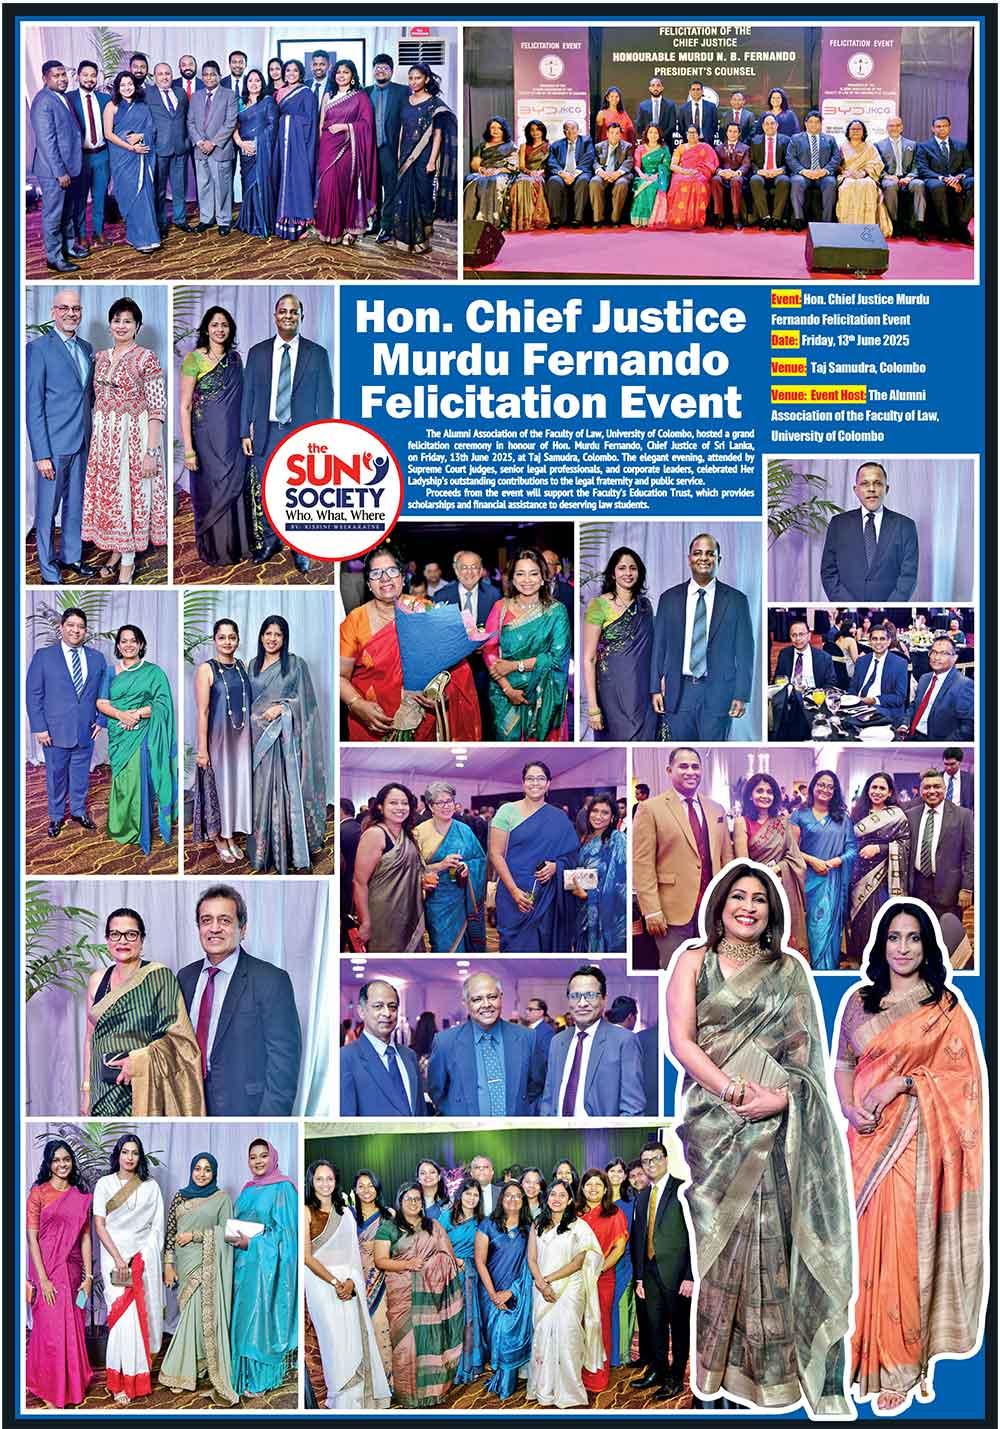 FELICITATION OF THE
CHIEF JUSTICE
HONOURABLE MURDU N. B. FERNANDO
PRESIDENT'S COUNSEL
FELICITATION EVENT
FELICITATION EVENT
BYD JKCG
BYD JKCG
Hon. Chief Justice
Murdu Fernando
Felicitation Event
Event: Hon. Chief Justice Murdu
Fernando Felicitation Event
Date: Friday, 13th June 2025
Venue: Taj Samudra, Colombo
Venue: Event Host: The Alumni
Association of the Faculty of Law,
University of Colombo
The Alumni Association of the Faculty of Law, University of Colombo, hosted a grand
felicitation ceremony in honour of Hon. Murdu Fernando, Chief Justice of Sri Lanka,
on Friday, 13th June 2025, at Taj Samudra, Colombo. The elegant evening, attended by
Supreme Court judges, senior legal professionals, and corporate leaders, celebrated Her
Ladyship's outstanding contributions to the legal fraternity and public service.
Proceeds from the event will support the Faculty's Education Trust, which provides
scholarships and financial assistance to deserving law students.
the
SUN
SOCIETY
Who, What, Where
BY: RISHINI WEERARATNE